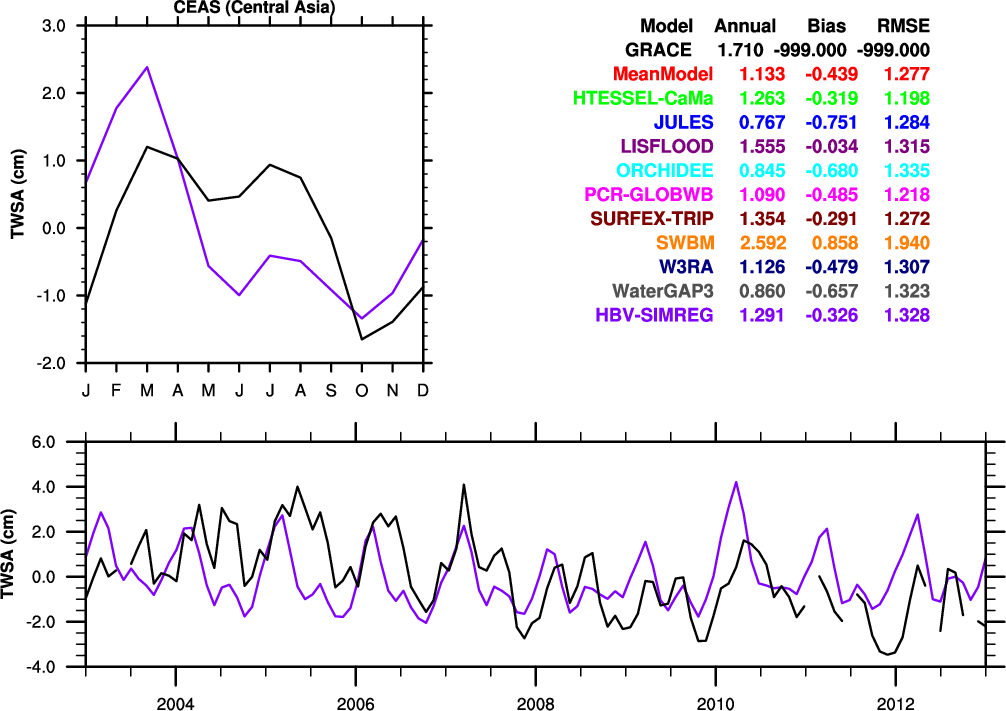 CEAS (Central Asia)
3.0
2.0
1.0
0.0
-1.0
-2.0
TWSA (cm)
J F M A M J J A S O N D
Model Annual Bias RMSE
GRACE 1.710 -999.000 -999.000
MeanModel 1.133 -0.439 1.277
HTESSEL-CaMa 1.263 -0.319 1.198
JULES 0.767 -0.751 1.284
LISFLOOD 1.555 -0.034 1.315
ORCHIDEE 0.845 -0.680 1.335
PCR-GLOBWB 1.090 -0.485 1.218
SURFEX-TRIP 1.354 -0.291 1.272
SWBM 2.592 0.858 1.940
W3RA 1.126 -0.479 1.307
WaterGAP3 0.860 -0.657 1.323
HBV-SIMREG 1.291 -0.326 1.328
6.0
4.0
2.0
0.0
-2.0
-4.0
TWSA (cm)
2004 2006 2008 2010 2012